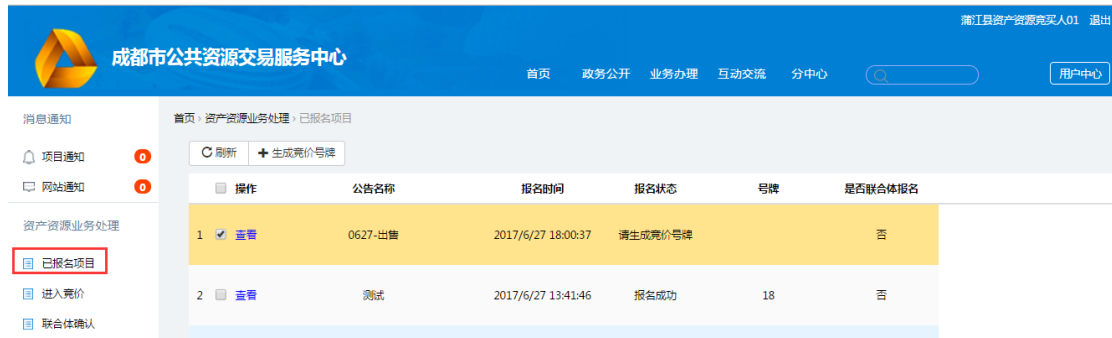 蒲江县资产资源竞买人01 退出
成都市公共资源交易服务中心
首页 政务公开 业务办理 互动交流 分中心 用户中心
消息通知
首页 › 资产资源业务处理 › 已报名项目
项目通知 0
刷新 生成竞价号牌
网站通知 0
操作 公告名称 报名时间 报名状态 号牌 是否联合体报名
资产资源业务处理
1 查看 0627-出售 2017/6/27 18:00:37 请生成竞价号牌 否
已报名项目
进入竞价
2 查看 测试 2017/6/27 13:41:46 报名成功 18 否
联合体确认